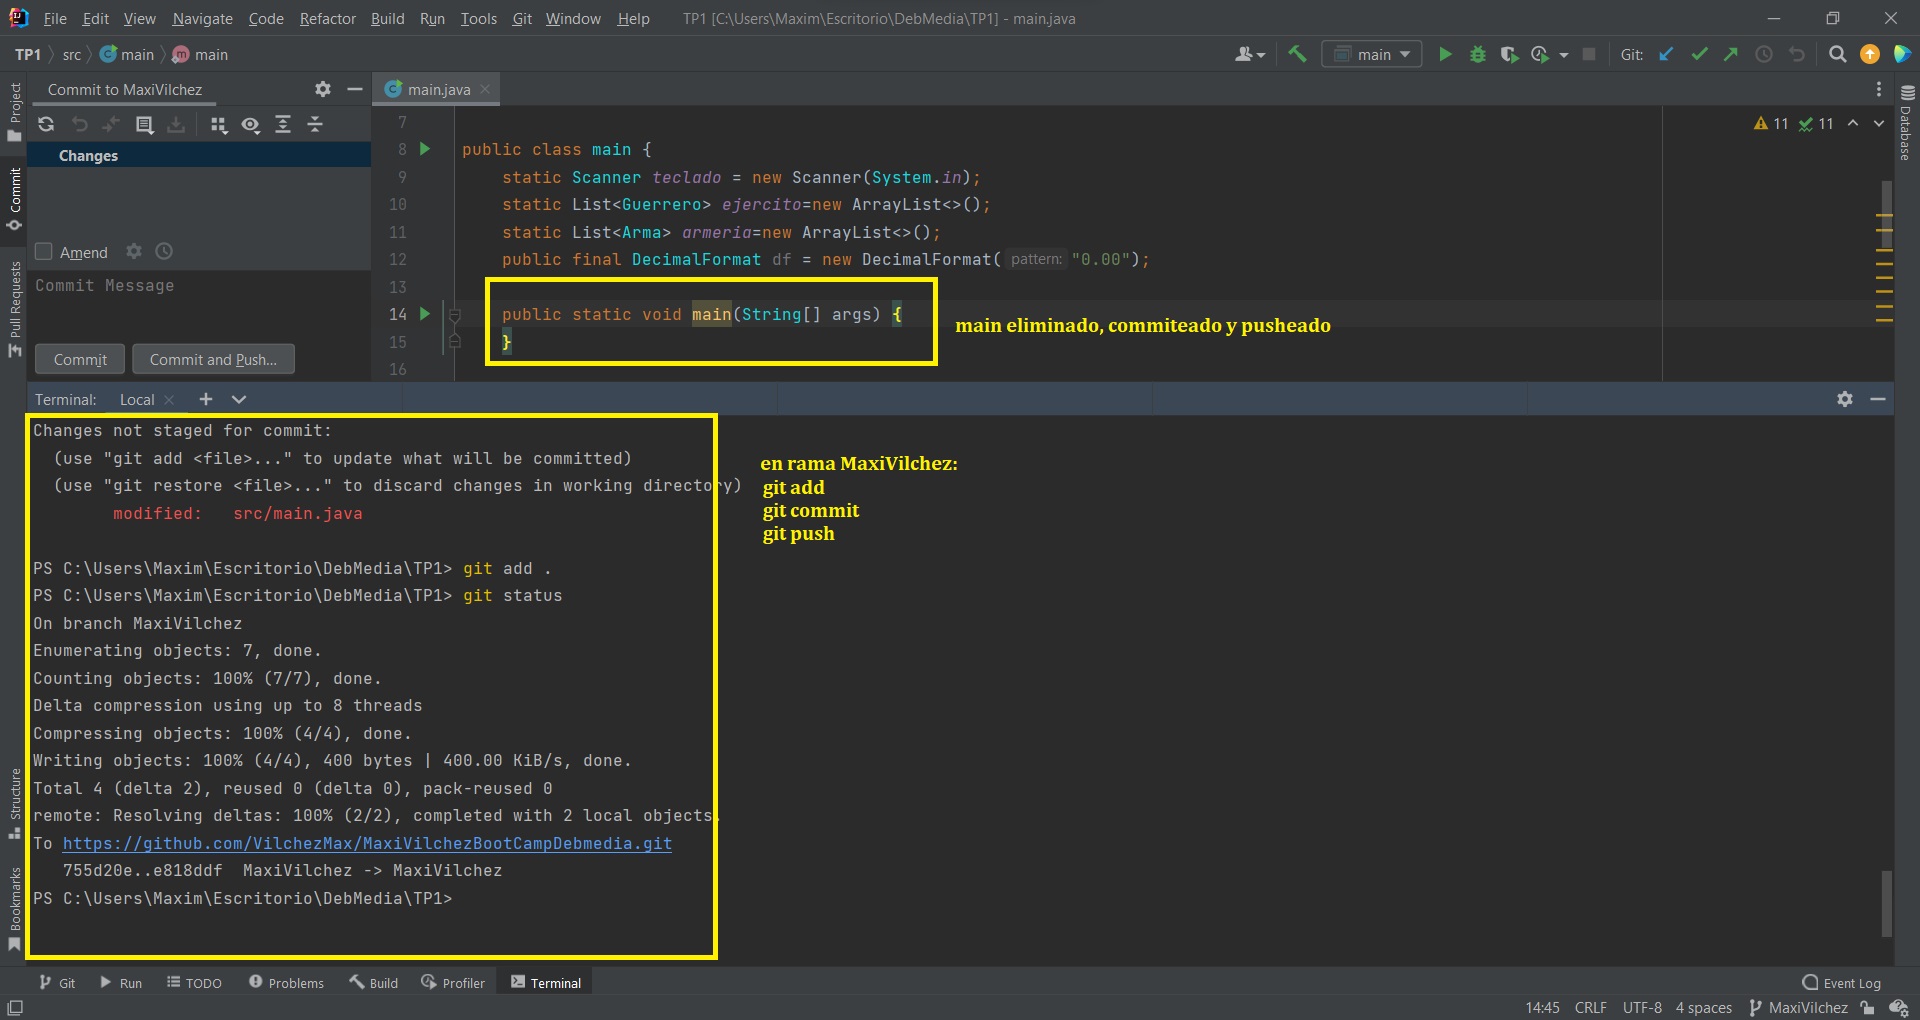 File Edit View Navigate Code Refactor Build Run Tools Git Window Help TP1 [C:\Users\Maxim\Escritorio\DebMedia\TP1] - main.java
TP1 src main main
main Git:
Project
Commit
Pull Requests
Structure
Bookmarks
Commit to MaxiVilchez
Changes
Amend
Commit Message
Commit Commit and Push...
main.java
11 11
Database
7
8 public class main {
9 static Scanner teclado = new Scanner(System.in);
10 static List<Guerrero> ejercito=new ArrayList<>();
11 static List<Arma> armeria=new ArrayList<>();
12 public final DecimalFormat df = new DecimalFormat( pattern: "0.00");
13
14 public static void main(String[] args) {
15 }
16
main eliminado, commiteado y pusheado
Terminal: Local
Changes not staged for commit:
(use "git add <file>..." to update what will be committed)
(use "git restore <file>..." to discard changes in working directory)
modified: src/main.java
PS C:\Users\Maxim\Escritorio\DebMedia\TP1> git add .
PS C:\Users\Maxim\Escritorio\DebMedia\TP1> git status
On branch MaxiVilchez
Enumerating objects: 7, done.
Counting objects: 100% (7/7), done.
Delta compression using up to 8 threads
Compressing objects: 100% (4/4), done.
Writing objects: 100% (4/4), 400 bytes | 400.00 KiB/s, done.
Total 4 (delta 2), reused 0 (delta 0), pack-reused 0
remote: Resolving deltas: 100% (2/2), completed with 2 local objects.
To https://github.com/VilchezMax/MaxiVilchezBootCampDebmedia.git
755d20e..e818ddf MaxiVilchez -> MaxiVilchez
PS C:\Users\Maxim\Escritorio\DebMedia\TP1>
en rama MaxiVilchez:
git add
git commit
git push
Git Run TODO Problems Build Profiler Terminal Event Log
14:45 CRLF UTF-8 4 spaces MaxiVilchez